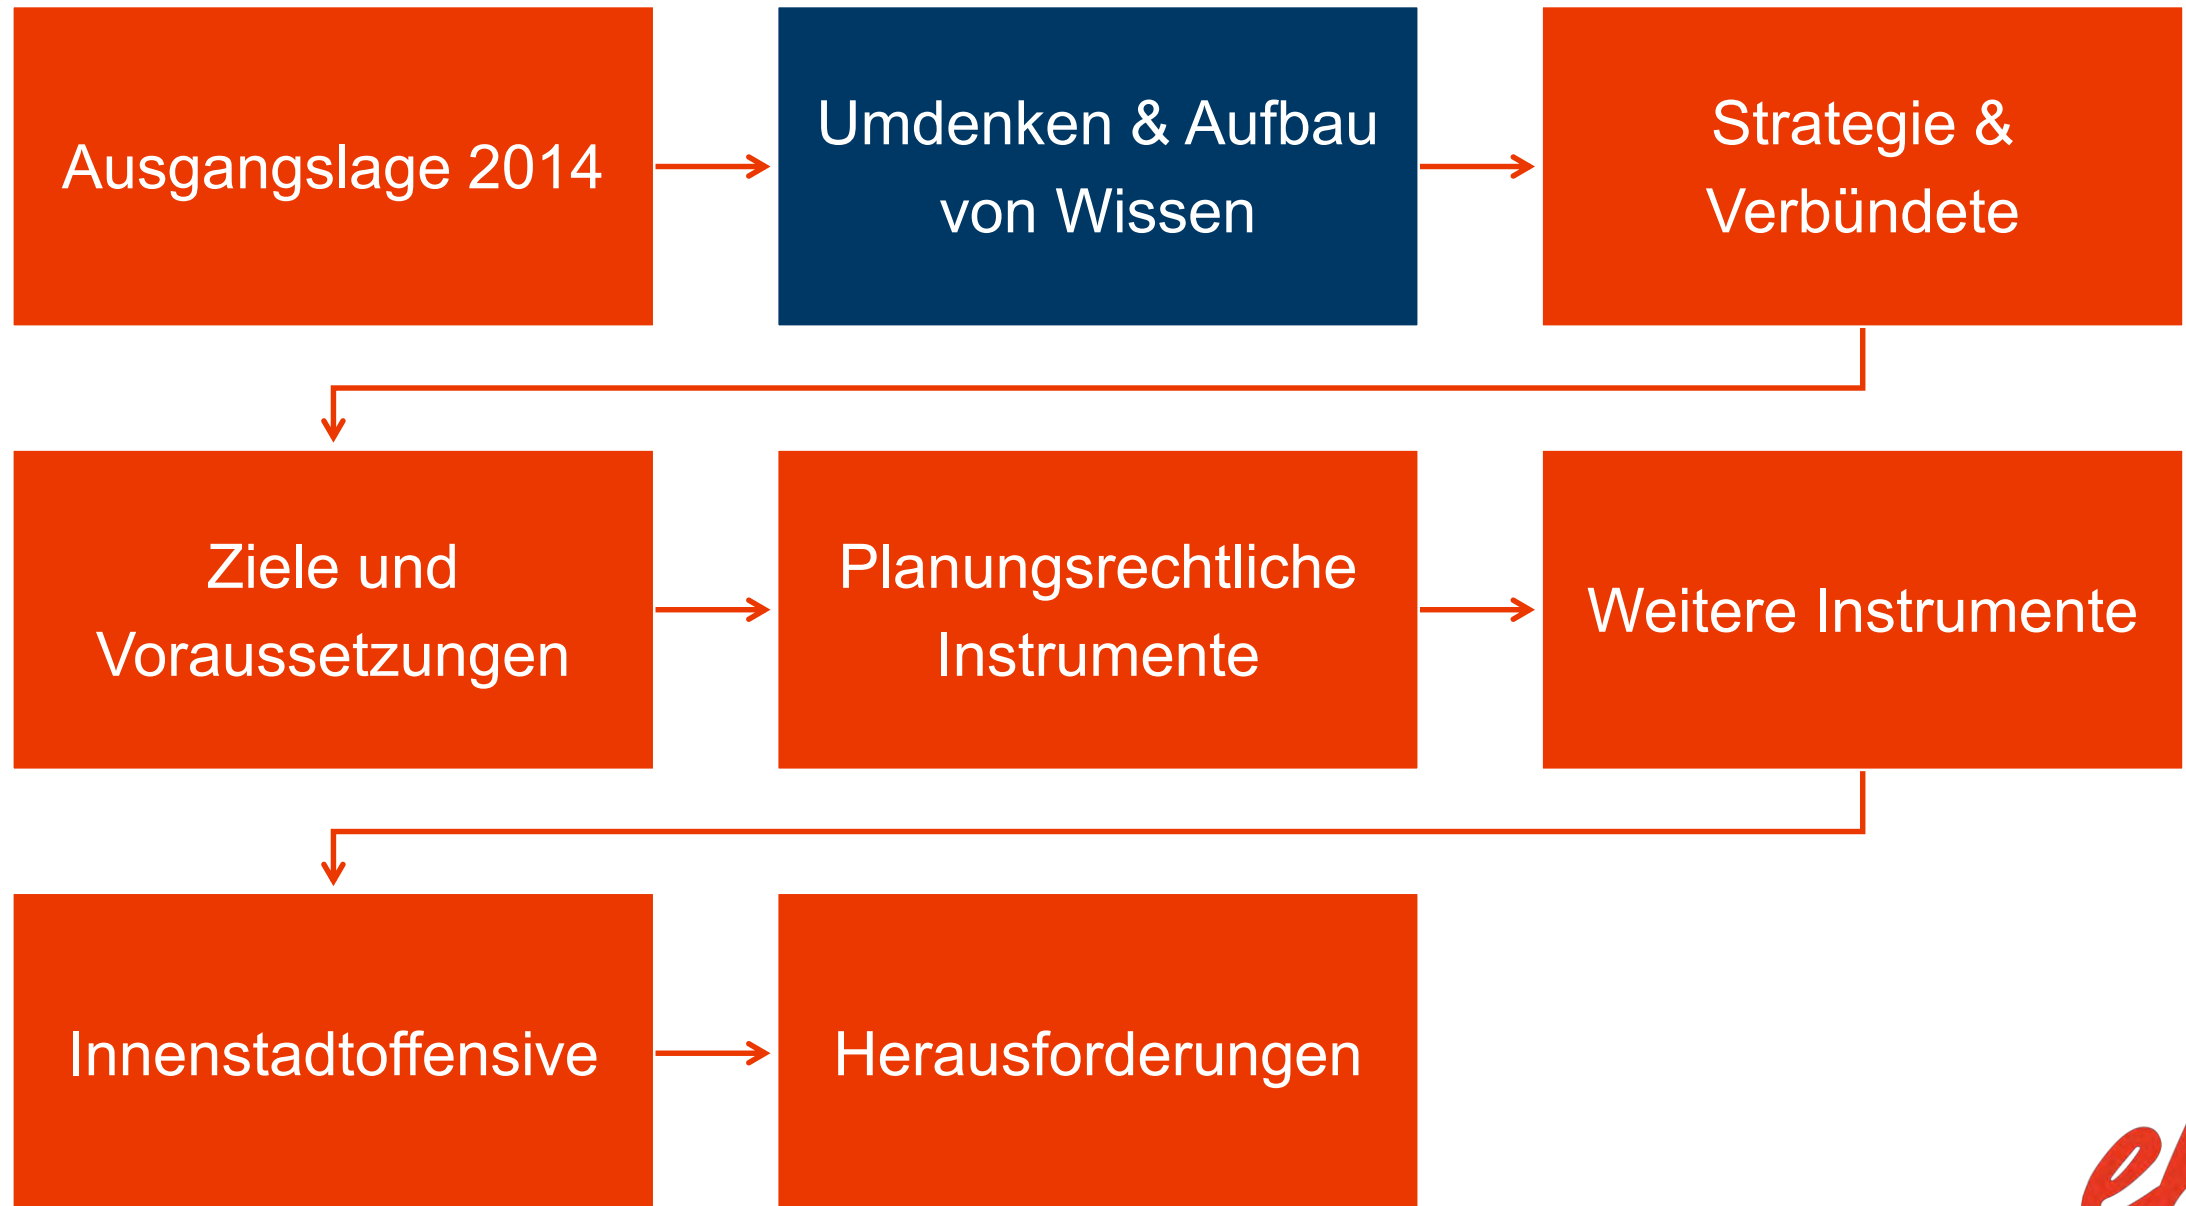 Ausgangslage 2014
Umdenken & Aufbau
von Wissen
Strategie &
Verbündete
Ziele und
Voraussetzungen
Planungsrechtliche
Instrumente
Weitere Instrumente
Innenstadtoffensive
Herausforderungen